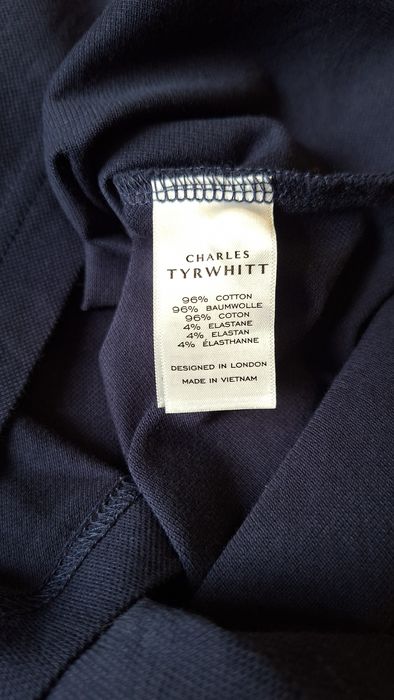 CHARLES
TYRWHITT
96% COTTON
96% BAUMWOLLE
96% COTON
4% ELASTANE
4% ELASTAN
4% ÉLASTHANNE
DESIGNED IN LONDON
MADE IN VIETNAM